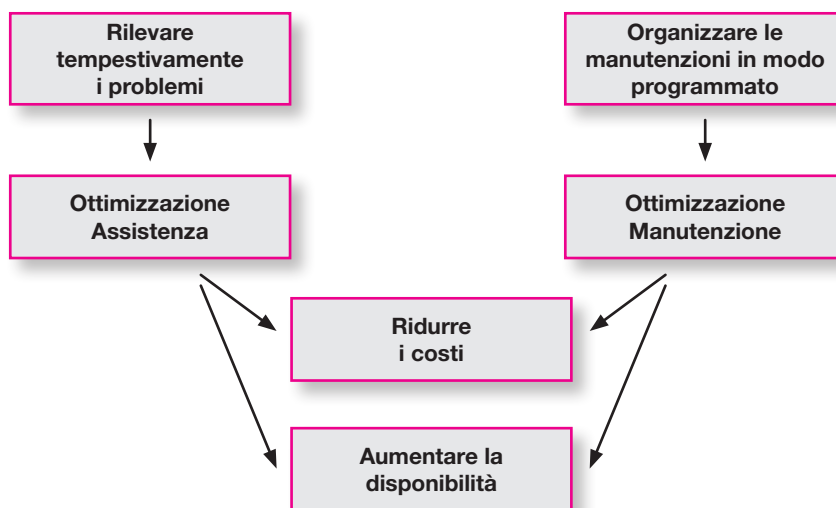 Rilevare
tempestivamente
i problemi
Organizzare le
manutenzioni in modo
programmato
Ottimizzazione
Assistenza
Ottimizzazione
Manutenzione
Ridurre
i costi
Aumentare la
disponibilità